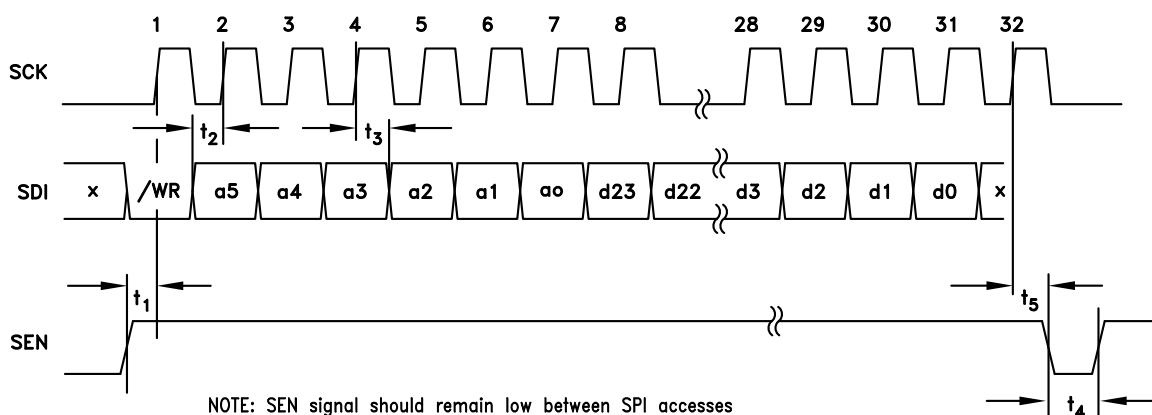 1 2 3 4 5 6 7 8 28 29 30 31 32
SCK
t2 t3
SDI x /WR a5 a4 a3 a2 a1 ao d23 d22 d3 d2 d1 d0 x
t1 t5
SEN
NOTE: SEN signal should remain low between SPI accesses
t4